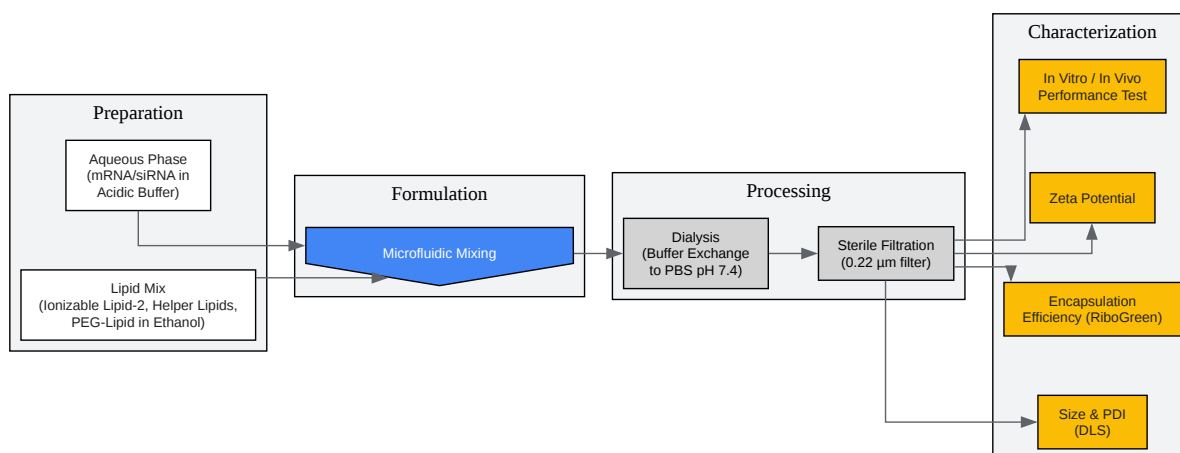 Preparation
Aqueous Phase
(mRNA/siRNA in
Acidic Buffer)
Lipid Mix
(Ionizable Lipid-2, Helper Lipids,
PEG-Lipid in Ethanol)
Formulation
Microfluidic Mixing
Processing
Dialysis
(Buffer Exchange
to PBS pH 7.4)
Sterile Filtration
(0.22 µm filter)
Characterization
In Vitro / In Vivo
Performance Test
Zeta Potential
Encapsulation
Efficiency (RiboGreen)
Size & PDI
(DLS)